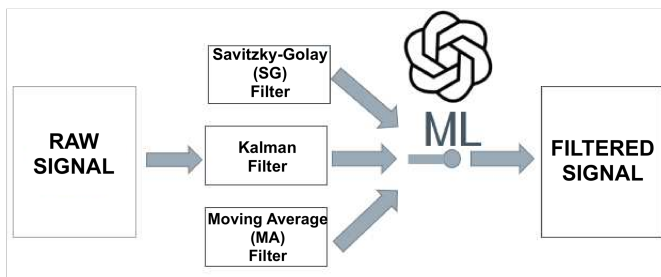 RAW
SIGNAL
Savitzky-Golay
(SG)
Filter
Kalman
Filter
Moving Average
(MA)
Filter
ML
FILTERED
SIGNAL